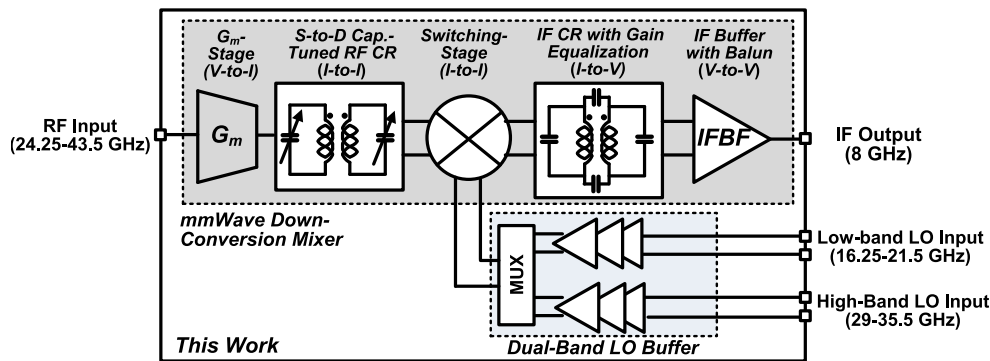 G_m-
Stage
(V-to-I)
S-to-D Cap.-
Tuned RF CR
(I-to-I)
Switching-
Stage
(I-to-I)
IF CR with Gain
Equalization
(I-to-V)
IF Buffer
with Balun
(V-to-V)
RF Input
(24.25-43.5 GHz)
G_m
IFBF
IF Output
(8 GHz)
mmWave Down-
Conversion Mixer
MUX
Low-band LO Input
(16.25-21.5 GHz)
High-Band LO Input
(29-35.5 GHz)
This Work
Dual-Band LO Buffer